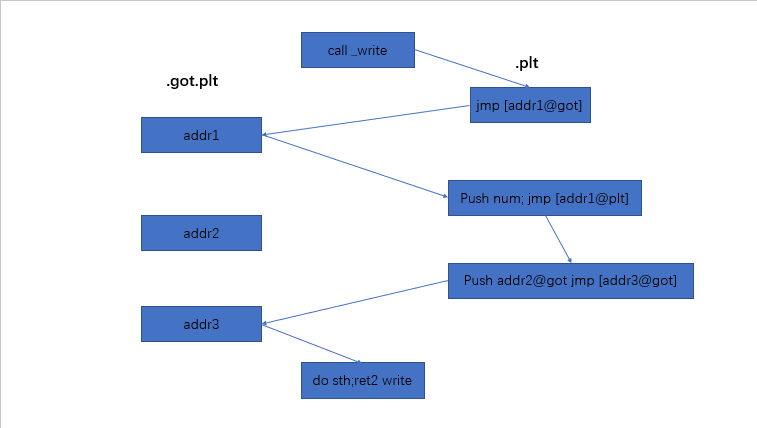 call _write
.plt
.got.plt
jmp [addr1@got]
addr1
Push num; jmp [addr1@plt]
addr2
Push addr2@got jmp [addr3@got]
addr3
do sth;ret2 write